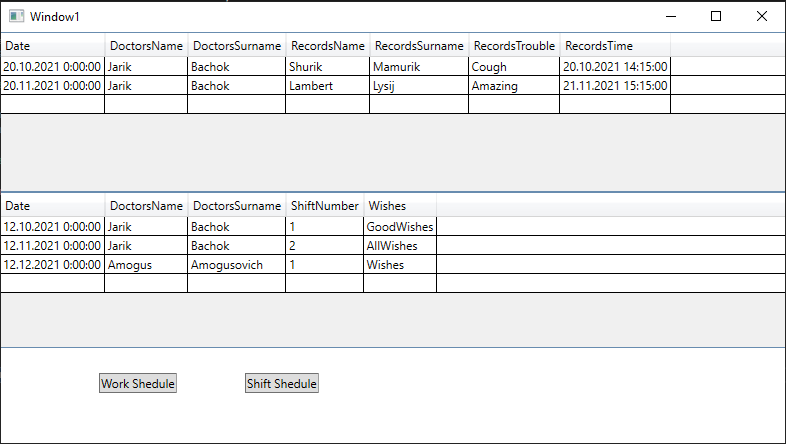 Window1
Date DoctorsName DoctorsSurname RecordsName RecordsSurname RecordsTrouble RecordsTime
20.10.2021 0:00:00 Jarik Bachok Shurik Mamurik Cough 20.10.2021 14:15:00
20.11.2021 0:00:00 Jarik Bachok Lambert Lysij Amazing 21.11.2021 15:15:00
Date DoctorsName DoctorsSurname ShiftNumber Wishes
12.10.2021 0:00:00 Jarik Bachok 1 GoodWishes
12.11.2021 0:00:00 Jarik Bachok 2 AllWishes
12.12.2021 0:00:00 Amogus Amogusovich 1 Wishes
Work Shedule Shift Shedule